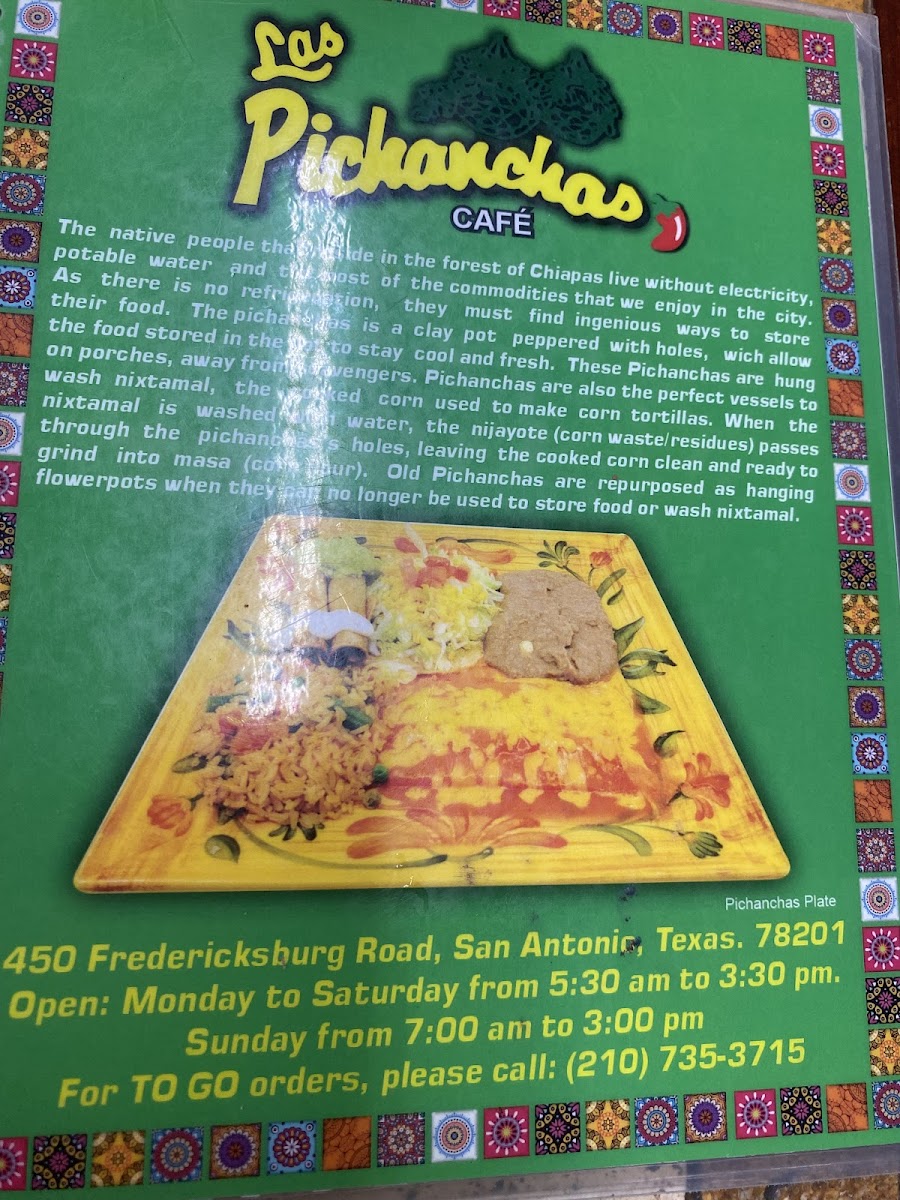 Las
Pichanchas
CAFÉ
The native people in the forest of Chiapas live without electricity,
potable water and the most of the commodities that we enjoy in the city.
As there is no refrigeration, they must find ingenious ways to store
their food. The pichanchas is a clay pot peppered with holes, wich allow
the food stored in the pot to stay cool and fresh. These Pichanchas are hung
on porches, away from scavengers. Pichanchas are also the perfect vessels to
wash nixtamal, the cooked corn used to make corn tortillas. When the
nixtamal is washed with water, the nijayote (corn waste/residues) passes
through the pichanchas's holes, leaving the cooked corn clean and ready to
grind into masa (corn flour). Old Pichanchas are repurposed as hanging
flowerpots when they can no longer be used to store food or wash nixtamal.
Pichanchas Plate
450 Fredericksburg Road, San Antonio, Texas. 78201
Open: Monday to Saturday from 5:30 am to 3:30 pm.
Sunday from 7:00 am to 3:00 pm
For TO GO orders, please call: (210) 735-3715